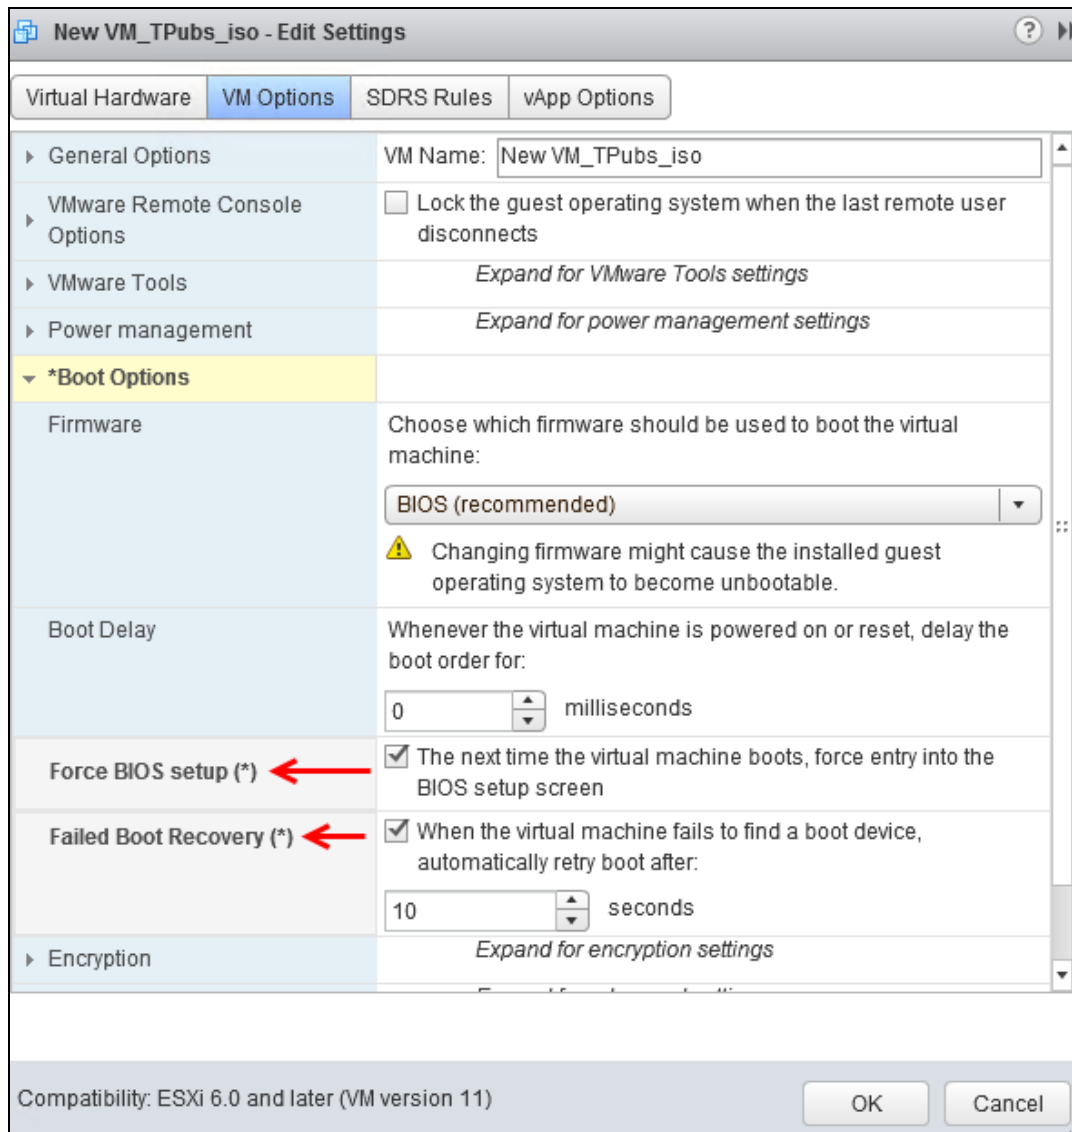 New VM_TPubs_iso - Edit Settings
?
Virtual Hardware
VM Options
SDRS Rules
vApp Options
General Options
VM Name:
New VM_TPubs_iso
VMware Remote Console
Options
Lock the guest operating system when the last remote user
disconnects
VMware Tools
Expand for VMware Tools settings
Power management
Expand for power management settings
*Boot Options
Firmware
Choose which firmware should be used to boot the virtual
machine:
BIOS (recommended)
Changing firmware might cause the installed guest
operating system to become unbootable.
Boot Delay
Whenever the virtual machine is powered on or reset, delay the
boot order for:
0 milliseconds
Force BIOS setup (*)
The next time the virtual machine boots, force entry into the
BIOS setup screen
Failed Boot Recovery (*)
When the virtual machine fails to find a boot device,
automatically retry boot after:
10 seconds
Encryption
Expand for encryption settings
Compatibility: ESXi 6.0 and later (VM version 11)
OK
Cancel